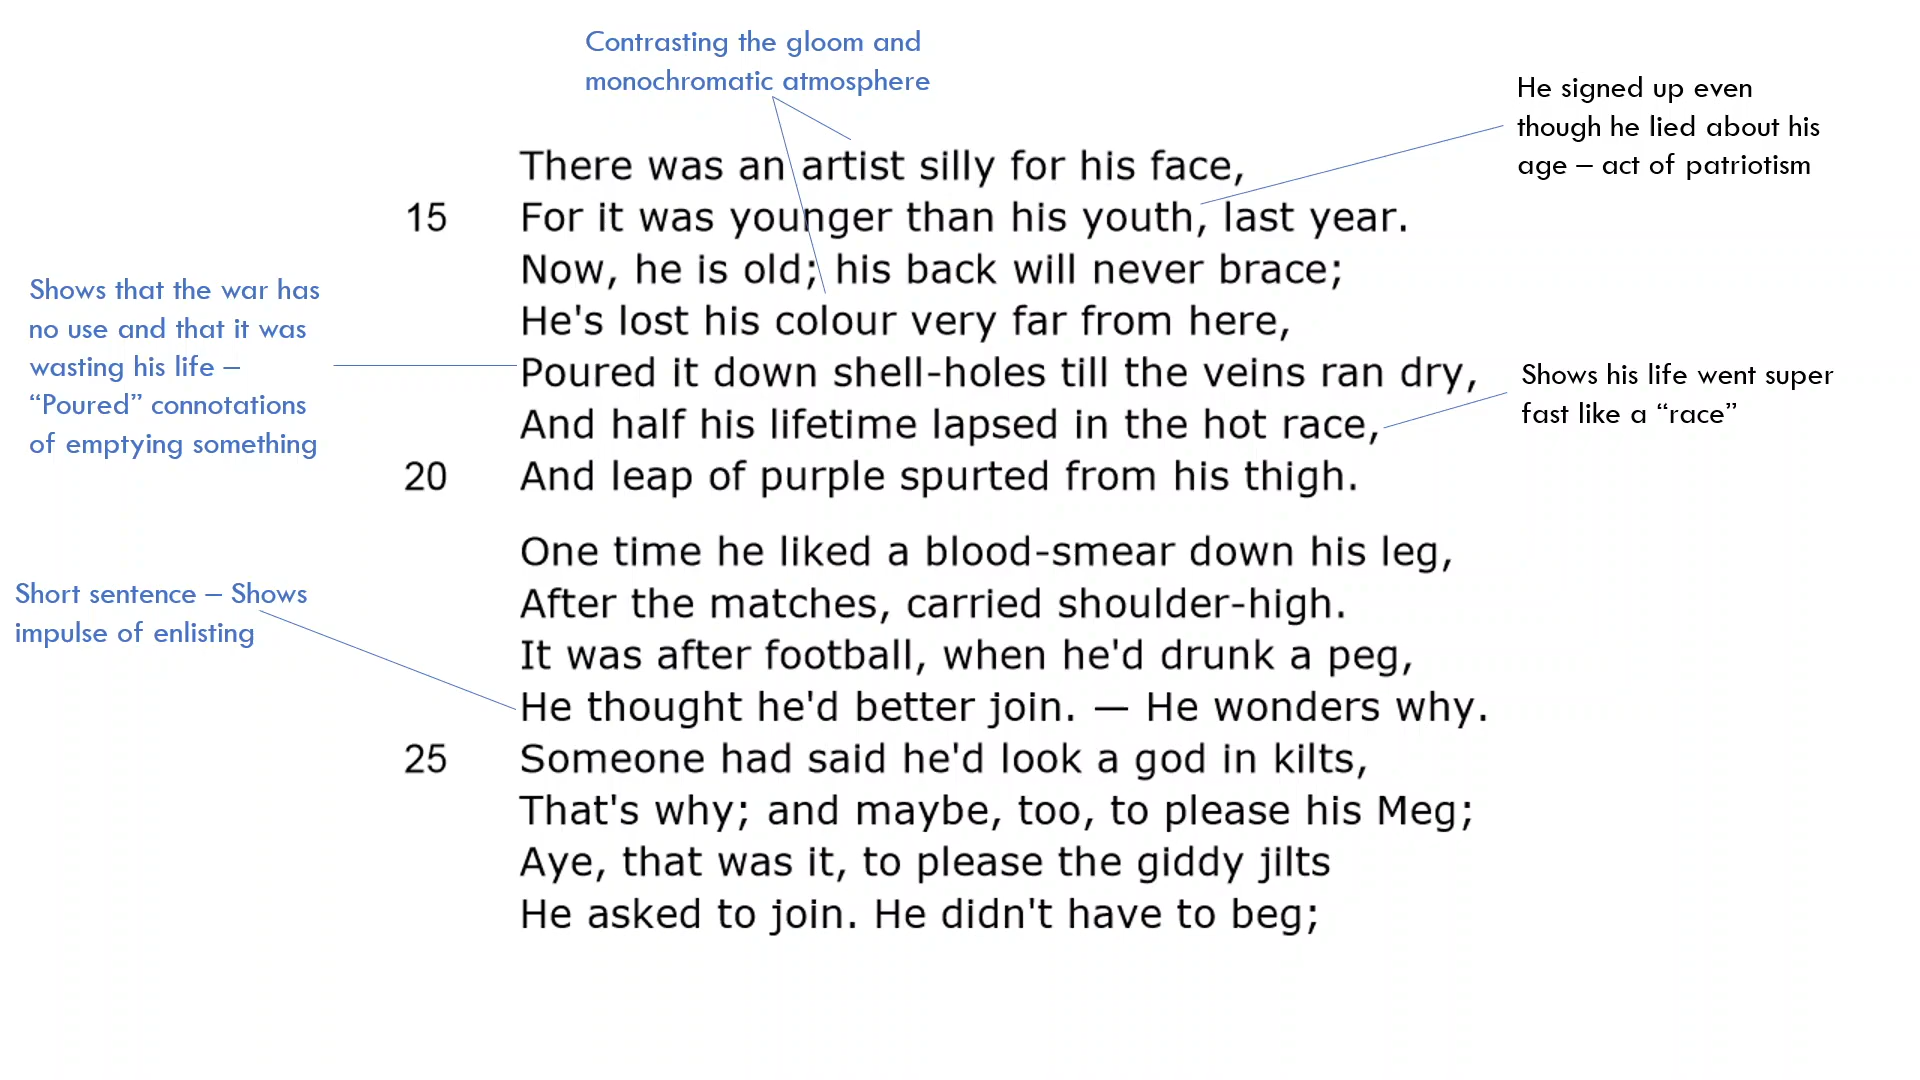 Contrasting the gloom and
monochromatic atmosphere
He signed up even
though he lied about his
age – act of patriotism
There was an artist silly for his face,
15 For it was younger than his youth, last year.
Now, he is old; his back will never brace;
He's lost his colour very far from here,
Poured it down shell-holes till the veins ran dry,
And half his lifetime lapsed in the hot race,
20 And leap of purple spurted from his thigh.
Shows that the war has
no use and that it was
wasting his life –
“Poured” connotations
of emptying something
Shows his life went super
fast like a “race”
One time he liked a blood-smear down his leg,
After the matches, carried shoulder-high.
It was after football, when he'd drunk a peg,
He thought he'd better join. — He wonders why.
25 Someone had said he'd look a god in kilts,
That's why; and maybe, too, to please his Meg;
Aye, that was it, to please the giddy jilts
He asked to join. He didn't have to beg;
Short sentence – Shows
impulse of enlisting